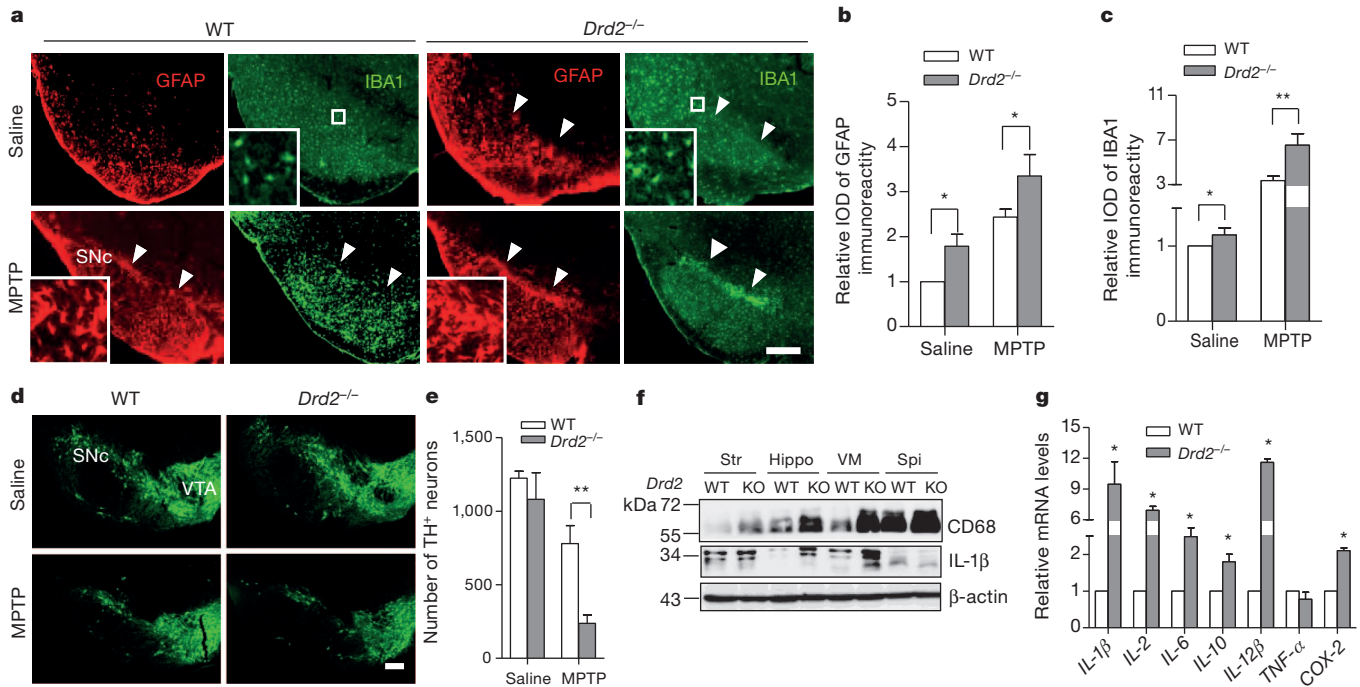 a
WT
Drd2–/–
Saline
GFAP
IBA1
GFAP
IBA1
MPTP
SNc
b
WT
Drd2–/–
Relative IOD of GFAP
immunoreactivity
5
4
3
2
1
0
*
*
Saline
MPTP
c
WT
Drd2–/–
Relative IOD of IBA1
immunoreactivity
11
7
3
1
0
*
**
Saline
MPTP
d
WT
Drd2–/–
Saline
SNc
VTA
MPTP
e
WT
Drd2–/–
Number of TH+ neurons
1,500
1,000
500
0
**
Saline
MPTP
f
Str Hippo VM Spi
Drd2 WT KO WT KO WT KO WT KO
kDa 72
55
CD68
34
IL-1β
43
β-actin
g
WT
Drd2–/–
Relative mRNA levels
15
12
9
6
2
1
0
* * * * * *
IL-1β
IL-2
IL-6
IL-10
IL-12β
TNF-α
COX-2